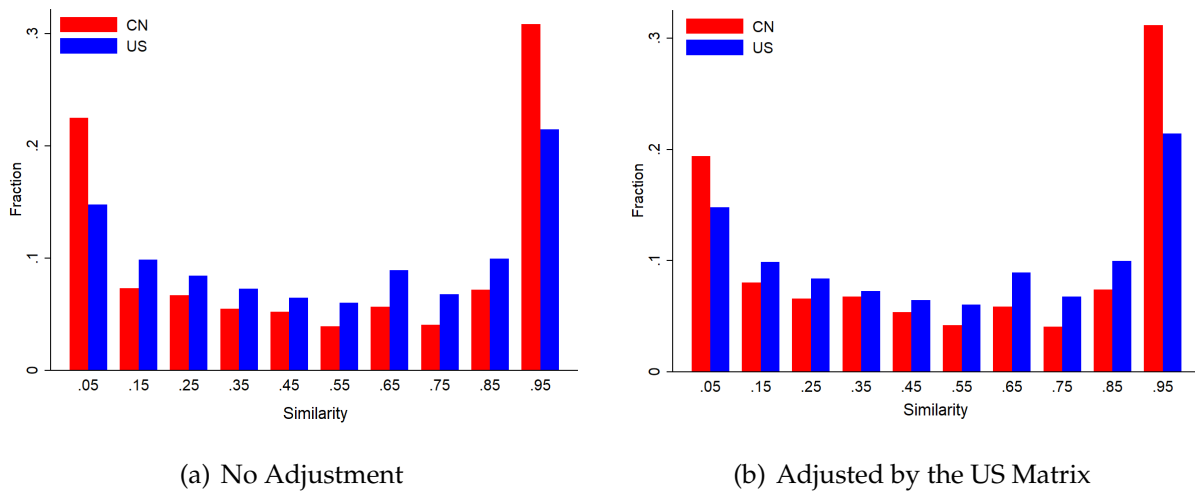 CN
US
.3
.2
.1
0
Fraction
.05 .15 .25 .35 .45 .55 .65 .75 .85 .95
Similarity
(a) No Adjustment
CN
US
.3
.2
.1
0
Fraction
.05 .15 .25 .35 .45 .55 .65 .75 .85 .95
Similarity
(b) Adjusted by the US Matrix